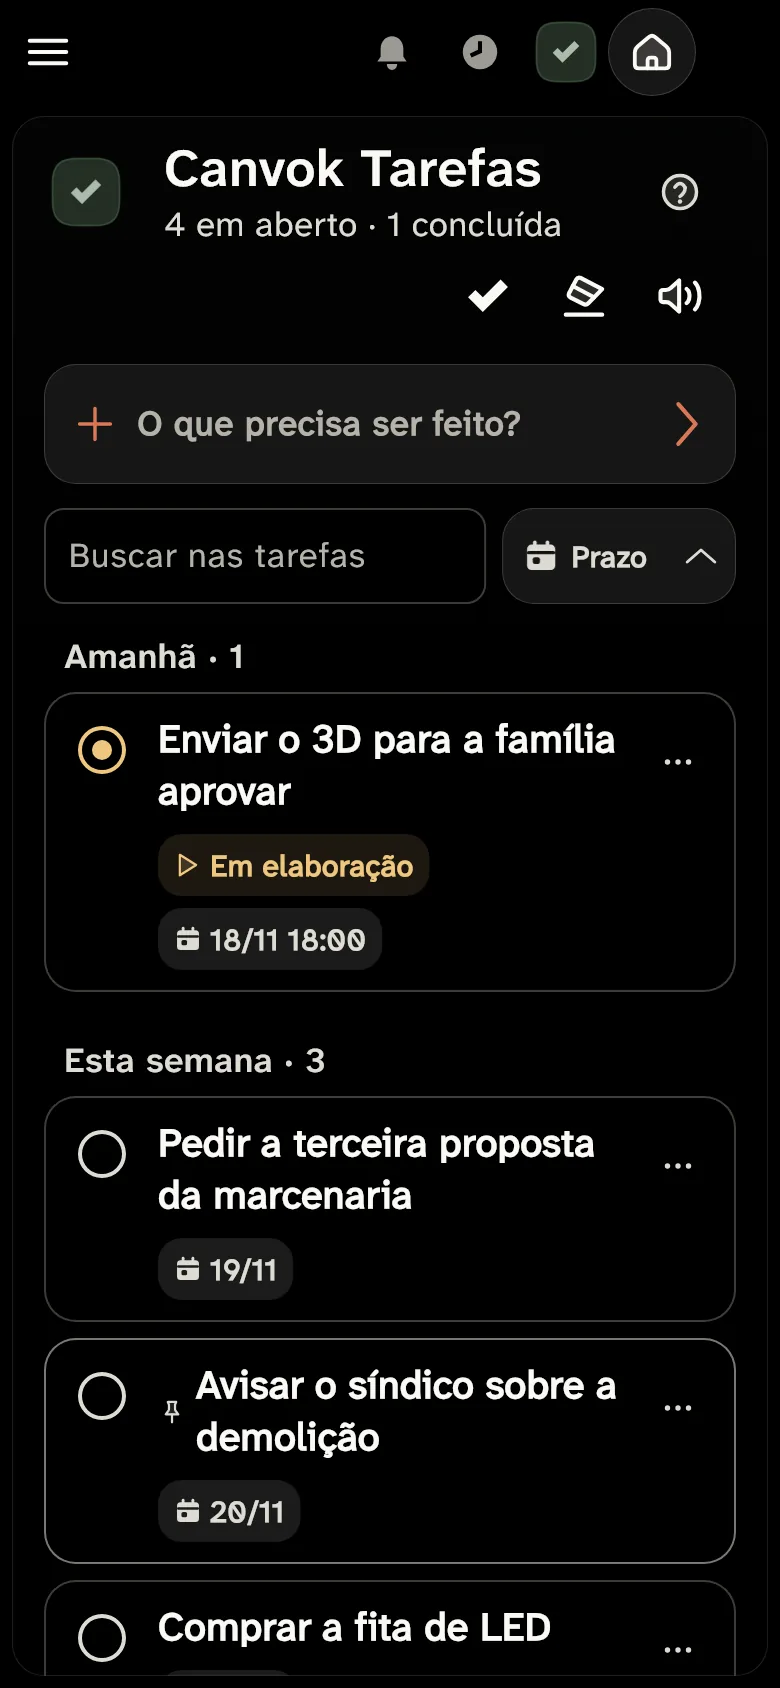 Canvok Tarefas
4 em aberto · 1 concluída
O que precisa ser feito?
Buscar nas tarefas
Prazo
Amanhã · 1
Enviar o 3D para a família
aprovar
Em elaboração
18/11 18:00
Esta semana · 3
Pedir a terceira proposta
da marcenaria
19/11
Avisar o síndico sobre a
demolição
20/11
Comprar a fita de LED